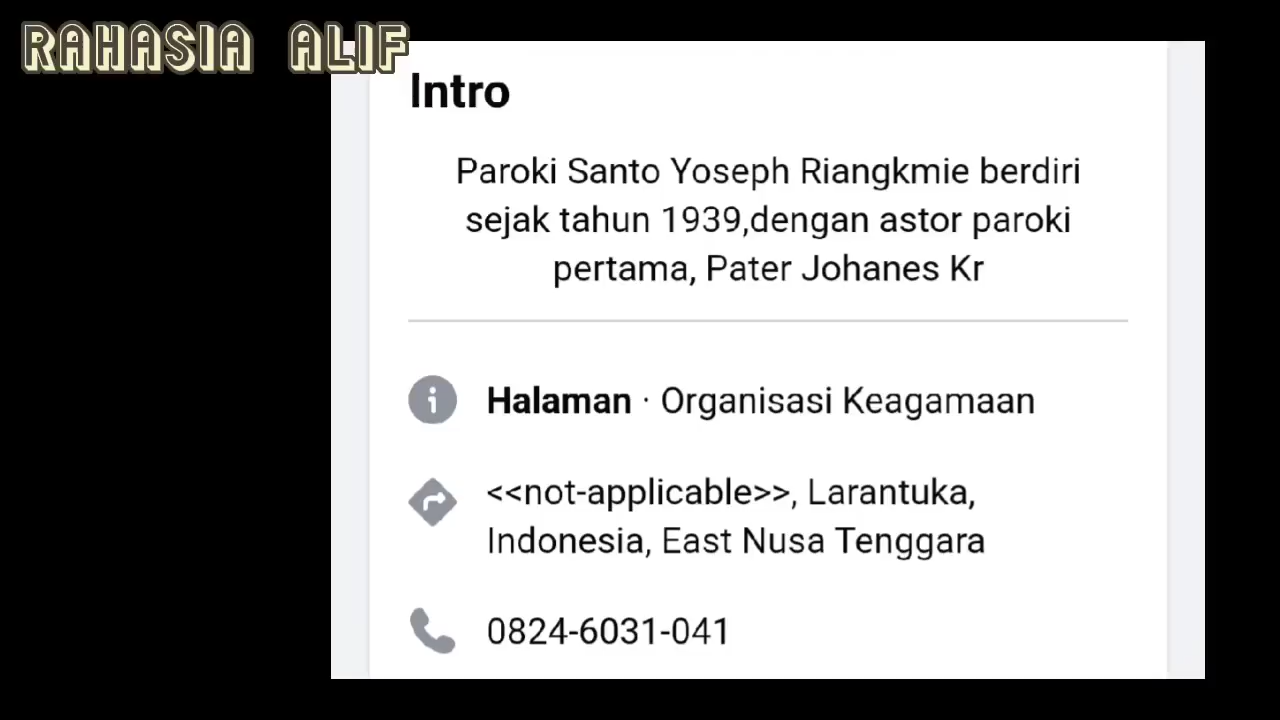 RAHASIA ALIF
Intro
Paroki Santo Yoseph Riangkmie berdiri
sejak tahun 1939,dengan astor paroki
pertama, Pater Johanes Kr
Halaman · Organisasi Keagamaan
<<not-applicable>>, Larantuka,
Indonesia, East Nusa Tenggara
0824-6031-041